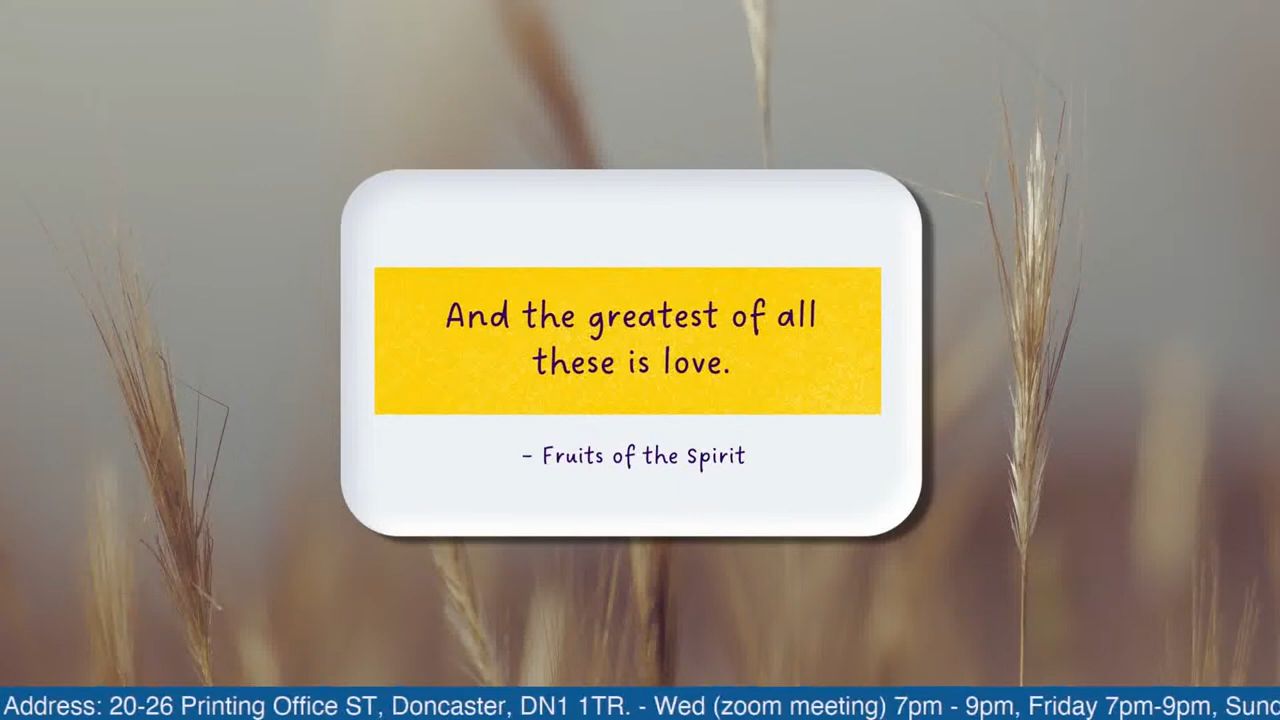 And the greatest of all
these is love.
- Fruits of the Spirit
Address: 20-26 Printing Office ST, Doncaster, DN1 1TR. - Wed (zoom meeting) 7pm - 9pm, Friday 7pm-9pm,